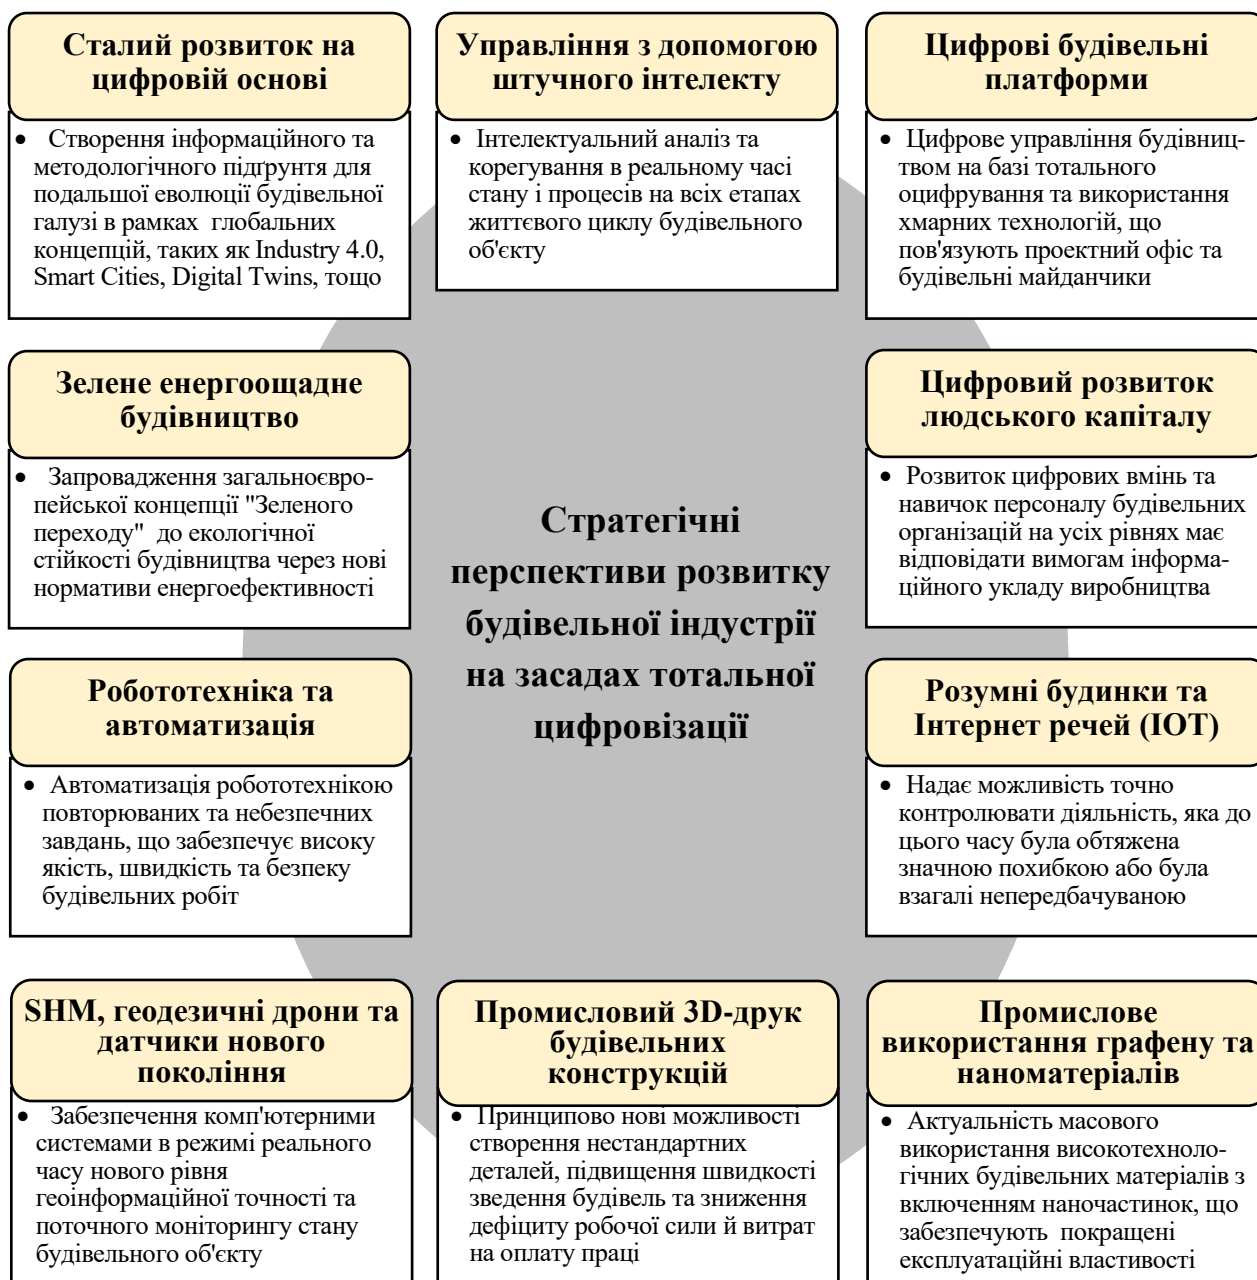 Сталий розвиток на
цифровій основі
• Створення інформаційного та
методологічного підґрунтя для
подальшої еволюції будівельної
галузі в рамках глобальних
концепцій, таких як Industry 4.0,
Smart Cities, Digital Twins, тощо
Управління з допомогою
штучного інтелекту
• Інтелектуальний аналіз та
корегування в реальному часі
стану і процесів на всіх етапах
життєвого циклу будівельного
об'єкту
Цифрові будівельні
платформи
• Цифрове управління будівниц-
твом на базі тотального
оцифрування та використання
хмарних технологій, що
пов'язують проектний офіс та
будівельні майданчики
Зелене енергоощадне
будівництво
• Запровадження загальноєвро-
пейської концепції "Зеленого
переходу" до екологічної
стійкості будівництва через нові
нормативи енергоефективності
Стратегічні
перспективи розвитку
будівельної індустрії
на засадах тотальної
цифровізації
Цифровий розвиток
людського капіталу
• Розвиток цифрових вмінь та
навичок персоналу будівельних
організацій на усіх рівнях має
відповідати вимогам інформа-
ційного укладу виробництва
Робототехніка та
автоматизація
• Автоматизація робототехнікою
повторюваних та небезпечних
завдань, що забезпечує високу
якість, швидкість та безпеку
будівельних робіт
Розумні будинки та
Інтернет речей (ІОТ)
• Надає можливість точно
контролювати діяльність, яка до
цього часу була обтяжена
значною похибкою або була
взагалі непередбачуваною
SHM, геодезичні дрони та
датчики нового
покоління
• Забезпечення комп'ютерними
системами в режимі реального
часу нового рівня
геоінформаційної точності та
поточного моніторингу стану
будівельного об'єкту
Промисловий 3D-друк
будівельних
конструкцій
• Принципово нові можливості
створення нестандартних
деталей, підвищення швидкості
зведення будівель та зниження
дефіциту робочої сили й витрат
на оплату праці
Промислове
використання графену та
наноматеріалів
• Актуальність масового
використання високотехноло-
гічних будівельних матеріалів з
включенням наночастинок, що
забезпечують покращені
експлуатаційні властивості